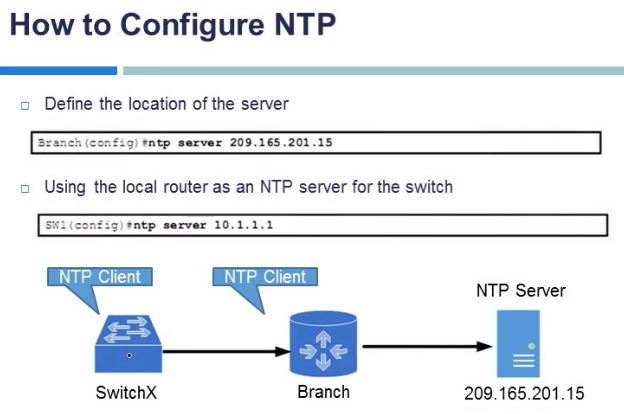 How to Configure NTP
Define the location of the server
Branch(config)#ntp server 209.165.201.15
Using the local router as an NTP server for the switch
SW1(config)#ntp server 10.1.1.1
NTP Client
NTP Client
NTP Server
SwitchX
Branch
209.165.201.15